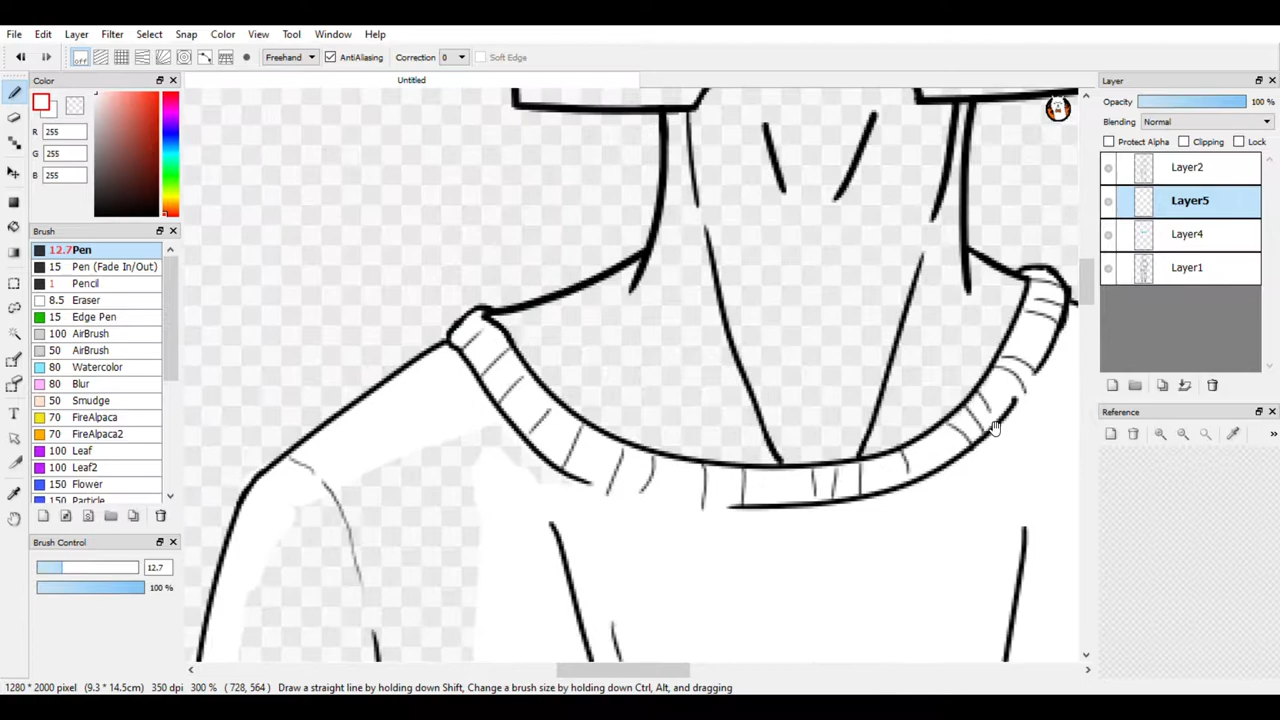 File Edit Layer Filter Select Snap Color View Tool Window Help
off Freehand AntiAliasing Correction 0 Soft Edge
Untitled
Color
R 255
G 255
B 255
Brush
12.7 Pen
15 Pen (Fade In/Out)
1 Pencil
8.5 Eraser
15 Edge Pen
100 AirBrush
50 AirBrush
80 Watercolor
80 Blur
50 Smudge
70 FireAlpaca
70 FireAlpaca2
100 Leaf
100 Leaf2
150 Flower
150 Particle
Brush Control
12.7
100 %
Layer
Opacity 100 %
Blending Normal
Protect Alpha Clipping Lock
Layer2
Layer5
Layer4
Layer1
Reference
»
1280 * 2000 pixel (9.3 * 14.5cm) 350 dpi 300 % ( 728, 564 ) Draw a straight line by holding down Shift, Change a brush size by holding down Ctrl, Alt, and dragging